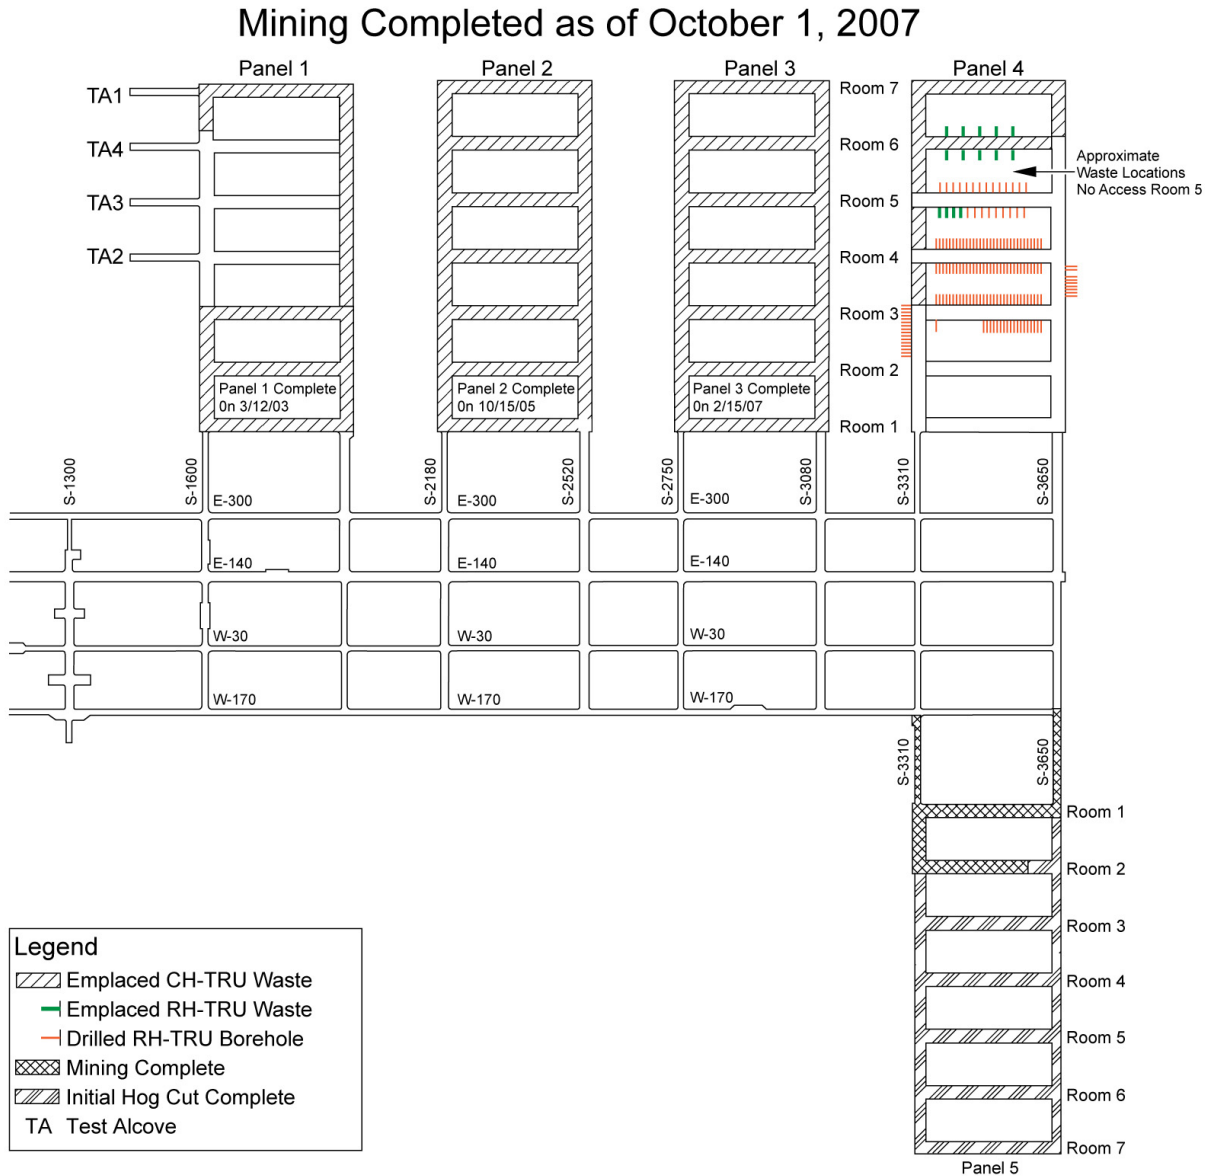 Mining Completed as of October 1, 2007
Panel 1
Panel 2
Panel 3
Panel 4
TA1
TA4
TA3
TA2
Room 7
Room 6
Room 5
Room 4
Room 3
Room 2
Room 1
Approximate
Waste Locations
No Access Room 5
Panel 1 Complete
0n 3/12/03
Panel 2 Complete
0n 10/15/05
Panel 3 Complete
0n 2/15/07
S-1300
S-1600
S-2180
S-2520
S-2750
S-3080
S-3310
S-3650
E-300
E-300
E-300
E-140
E-140
E-140
W-30
W-30
W-30
W-170
W-170
W-170
S-3310
S-3650
Room 1
Room 2
Room 3
Room 4
Room 5
Room 6
Room 7
Panel 5
Legend
Emplaced CH-TRU Waste
Emplaced RH-TRU Waste
Drilled RH-TRU Borehole
Mining Complete
Initial Hog Cut Complete
TA Test Alcove